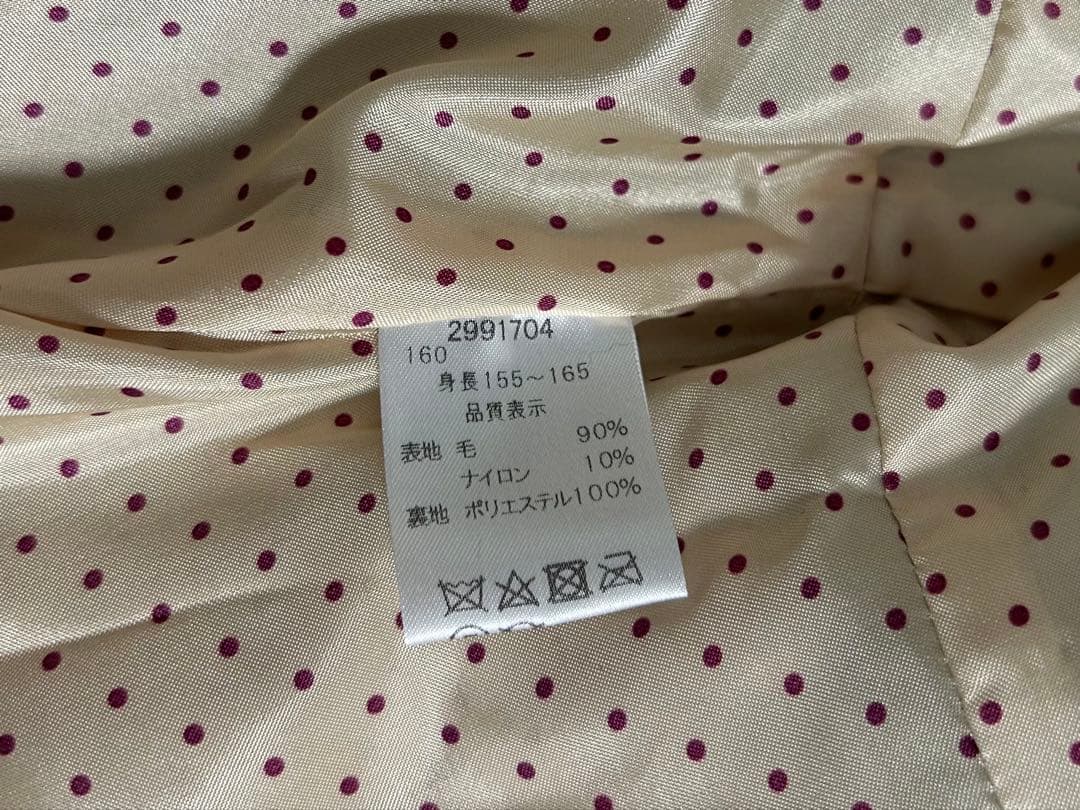 2991704
160
身長155～165
品質表示
表地 毛 90%
ナイロン 10%
裏地 ポリエステル100%